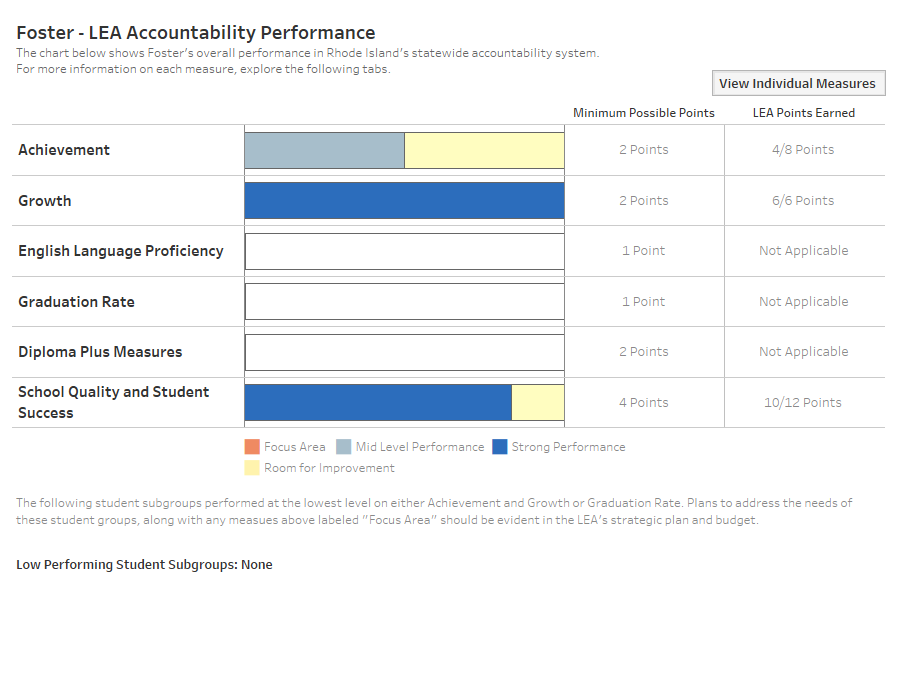 Foster - LEA Accountability Performance
The chart below shows Foster's overall performance in Rhode Island's statewide accountability system.
For more information on each measure, explore the following tabs.
View Individual Measures
Minimum Possible Points LEA Points Earned
Achievement 2 Points 4/8 Points
Growth 2 Points 6/6 Points
English Language Proficiency 1 Point Not Applicable
Graduation Rate 1 Point Not Applicable
Diploma Plus Measures 2 Points Not Applicable
School Quality and Student
Success 4 Points 10/12 Points
Focus Area Mid Level Performance Strong Performance
Room for Improvement
The following student subgroups performed at the lowest level on either Achievement and Growth or Graduation Rate. Plans to address the needs of
these student groups, along with any measues above labeled "Focus Area" should be evident in the LEA's strategic plan and budget.
Low Performing Student Subgroups: None